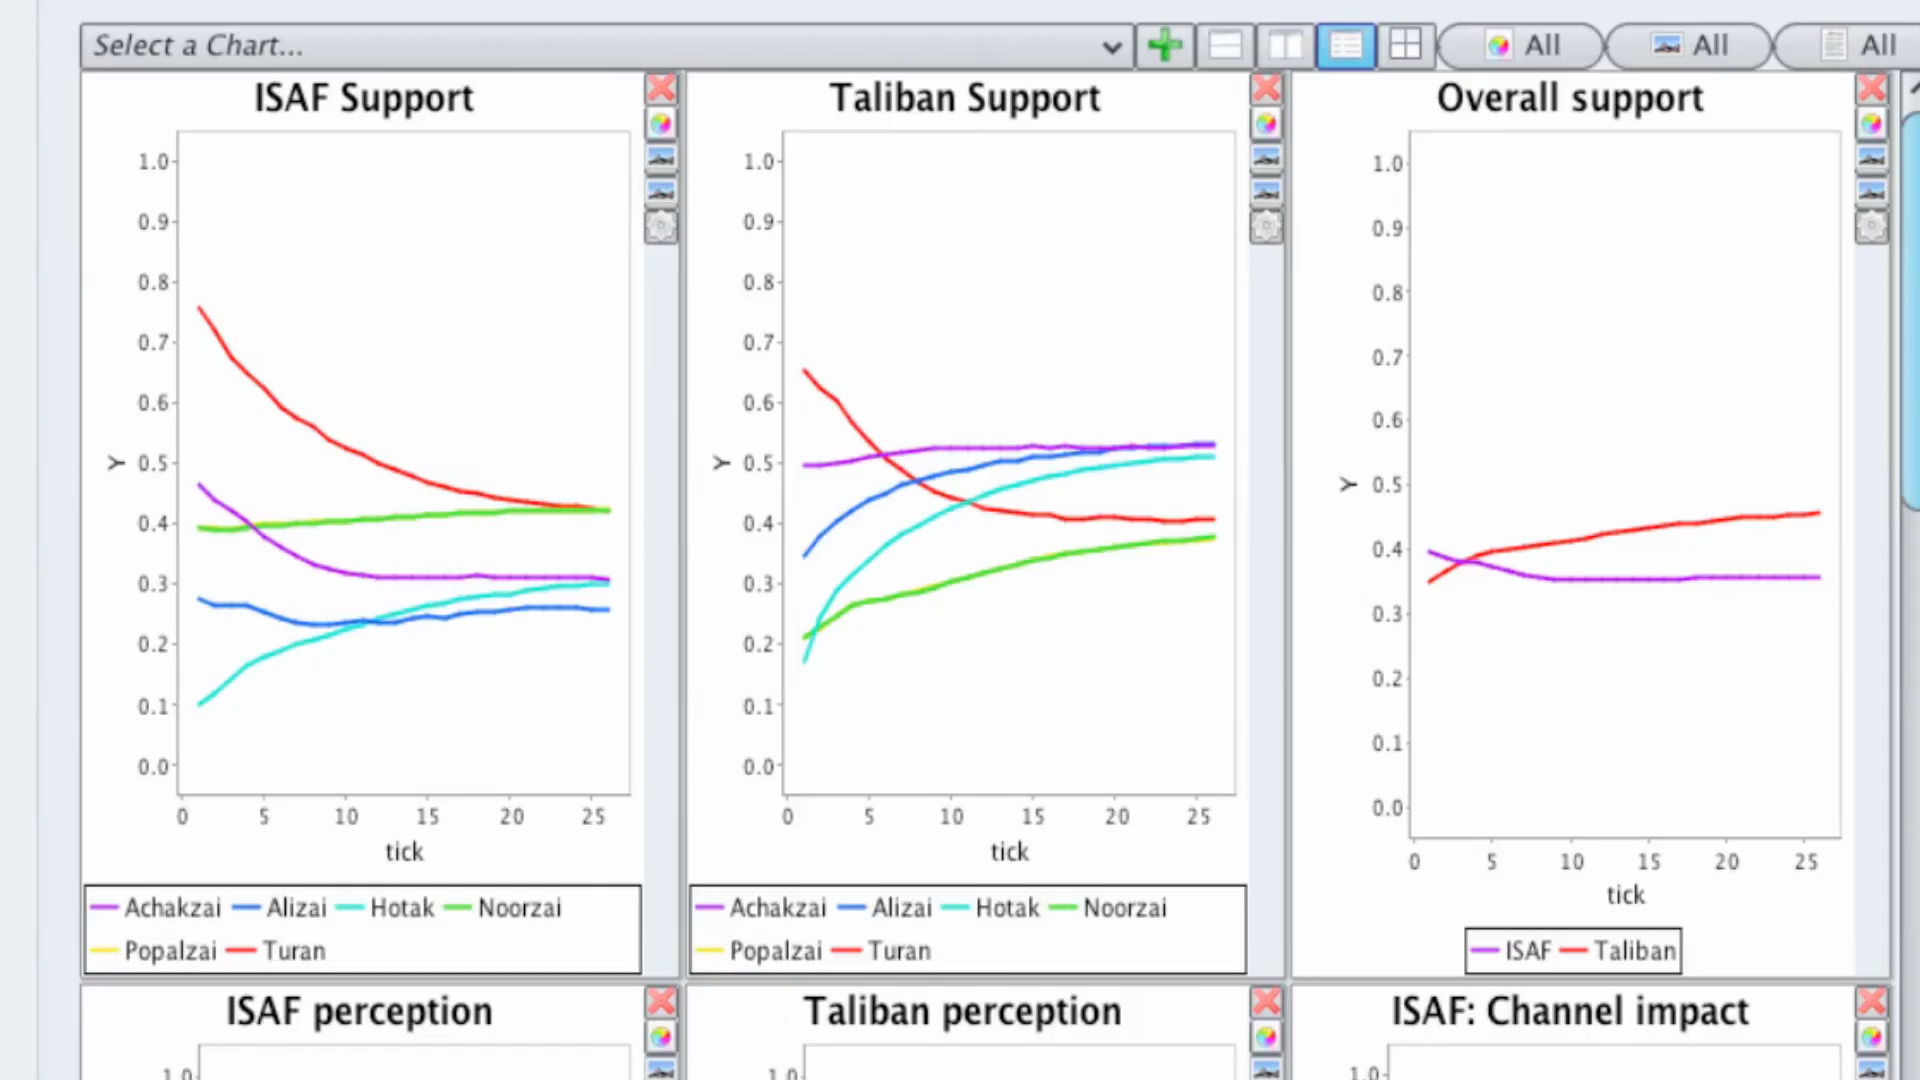 Select a Chart...
All
All
All
ISAF Support
1.0
0.9
0.8
0.7
0.6
0.5
0.4
0.3
0.2
0.1
0.0
Y
0 5 10 15 20 25
tick
Achakzai Alizai Hotak Noorzai
Popalzai Turan
Taliban Support
1.0
0.9
0.8
0.7
0.6
0.5
0.4
0.3
0.2
0.1
0.0
Y
0 5 10 15 20 25
tick
Achakzai Alizai Hotak Noorzai
Popalzai Turan
Overall support
1.0
0.9
0.8
0.7
0.6
0.5
0.4
0.3
0.2
0.1
0.0
Y
0 5 10 15 20 25
tick
ISAF Taliban
ISAF perception
1.0
Taliban perception
1.0
ISAF: Channel impact
1.0